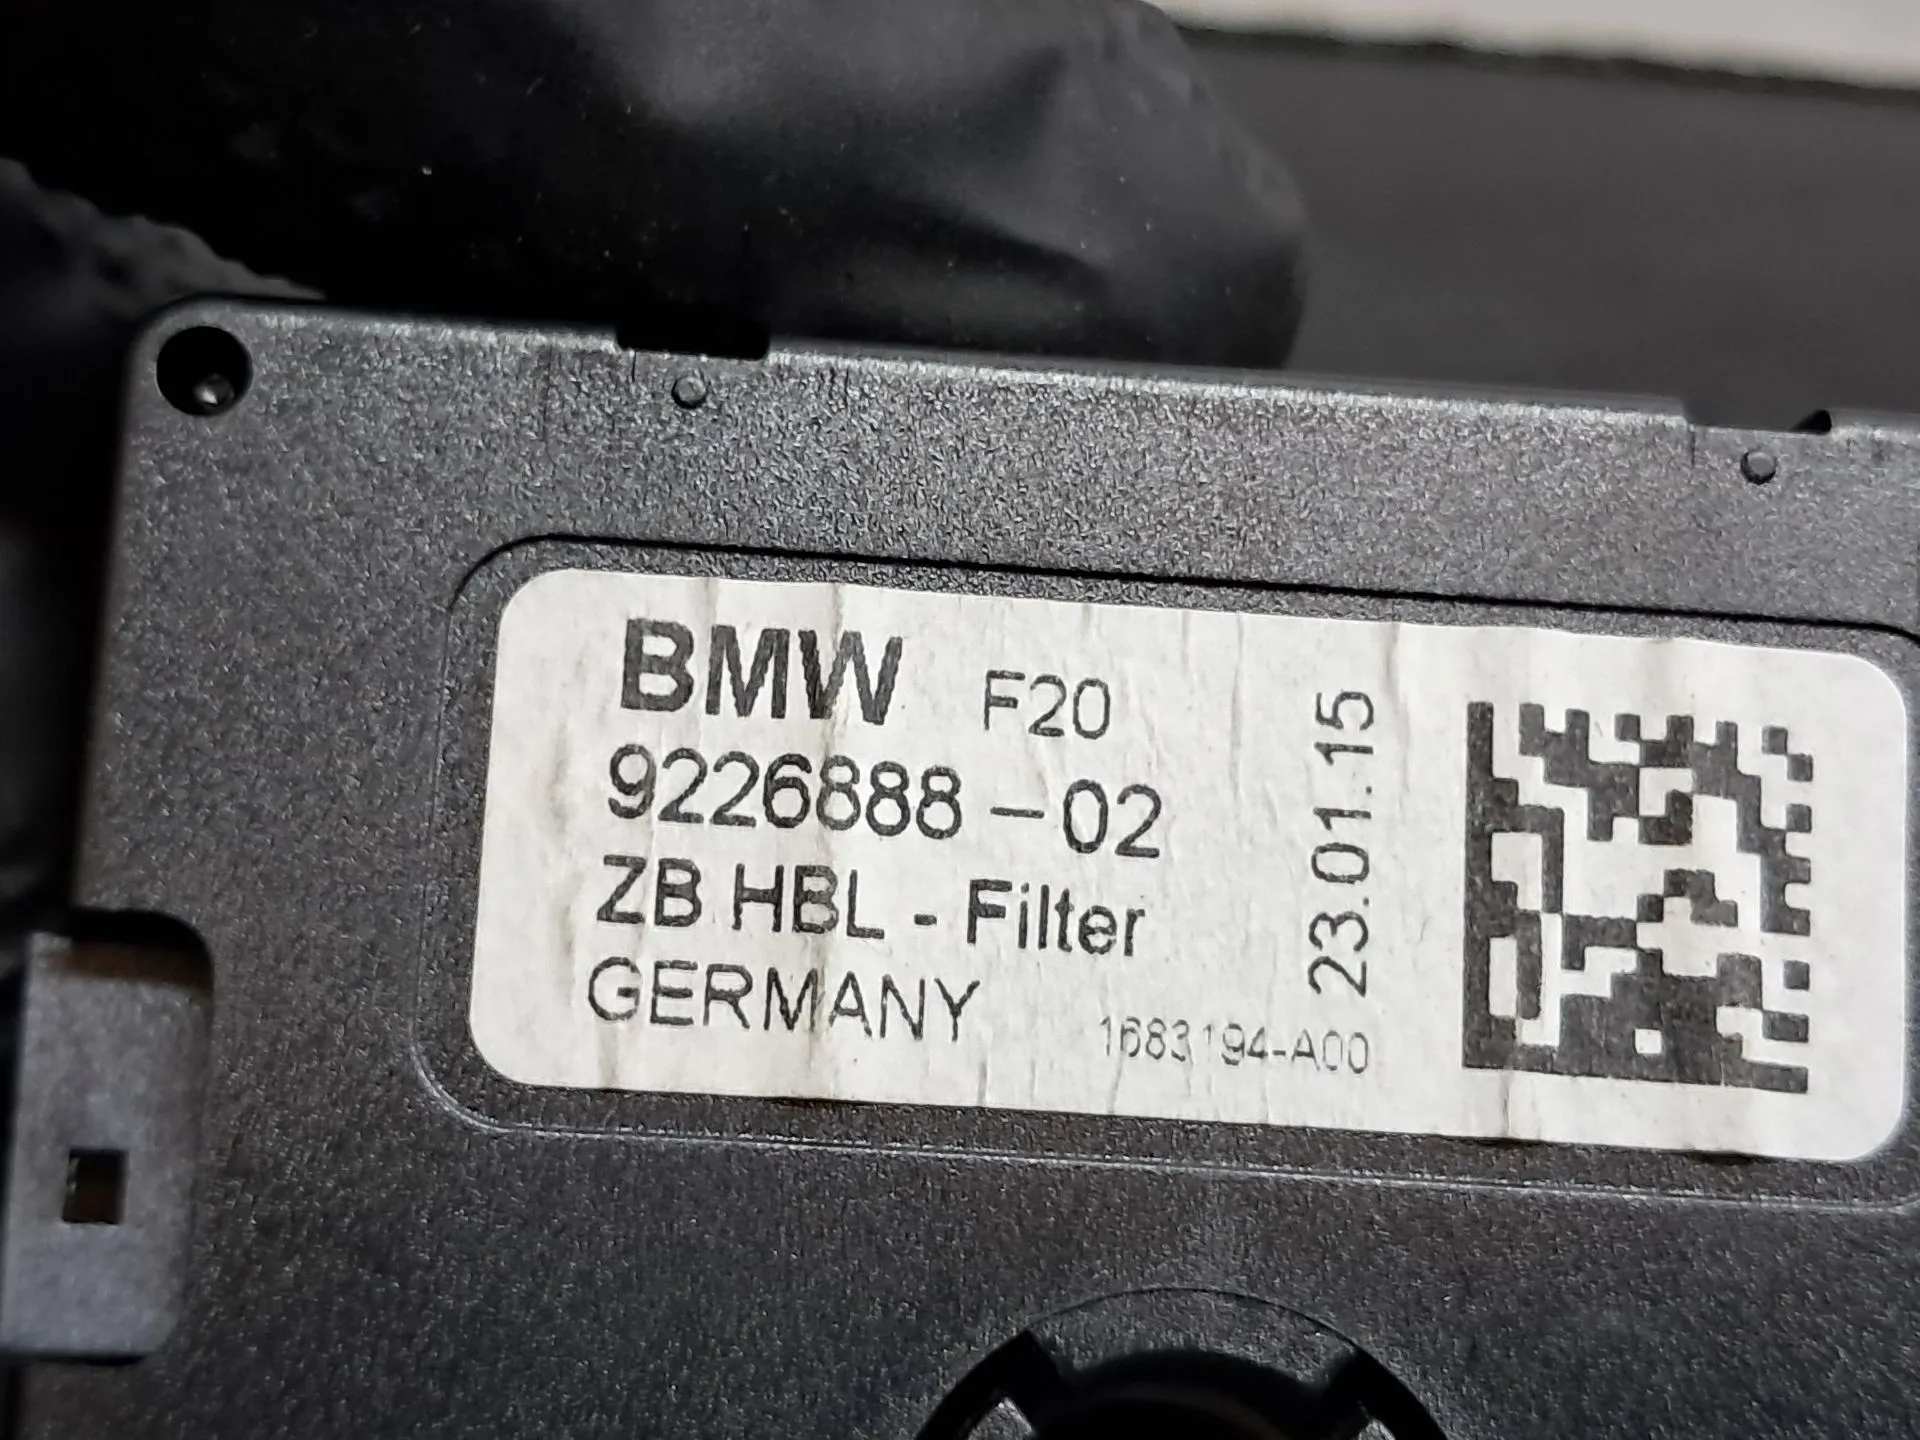 BMW F20
9226888-02
ZB HBL - Filter
GERMANY
1683194-A00
23.01.15